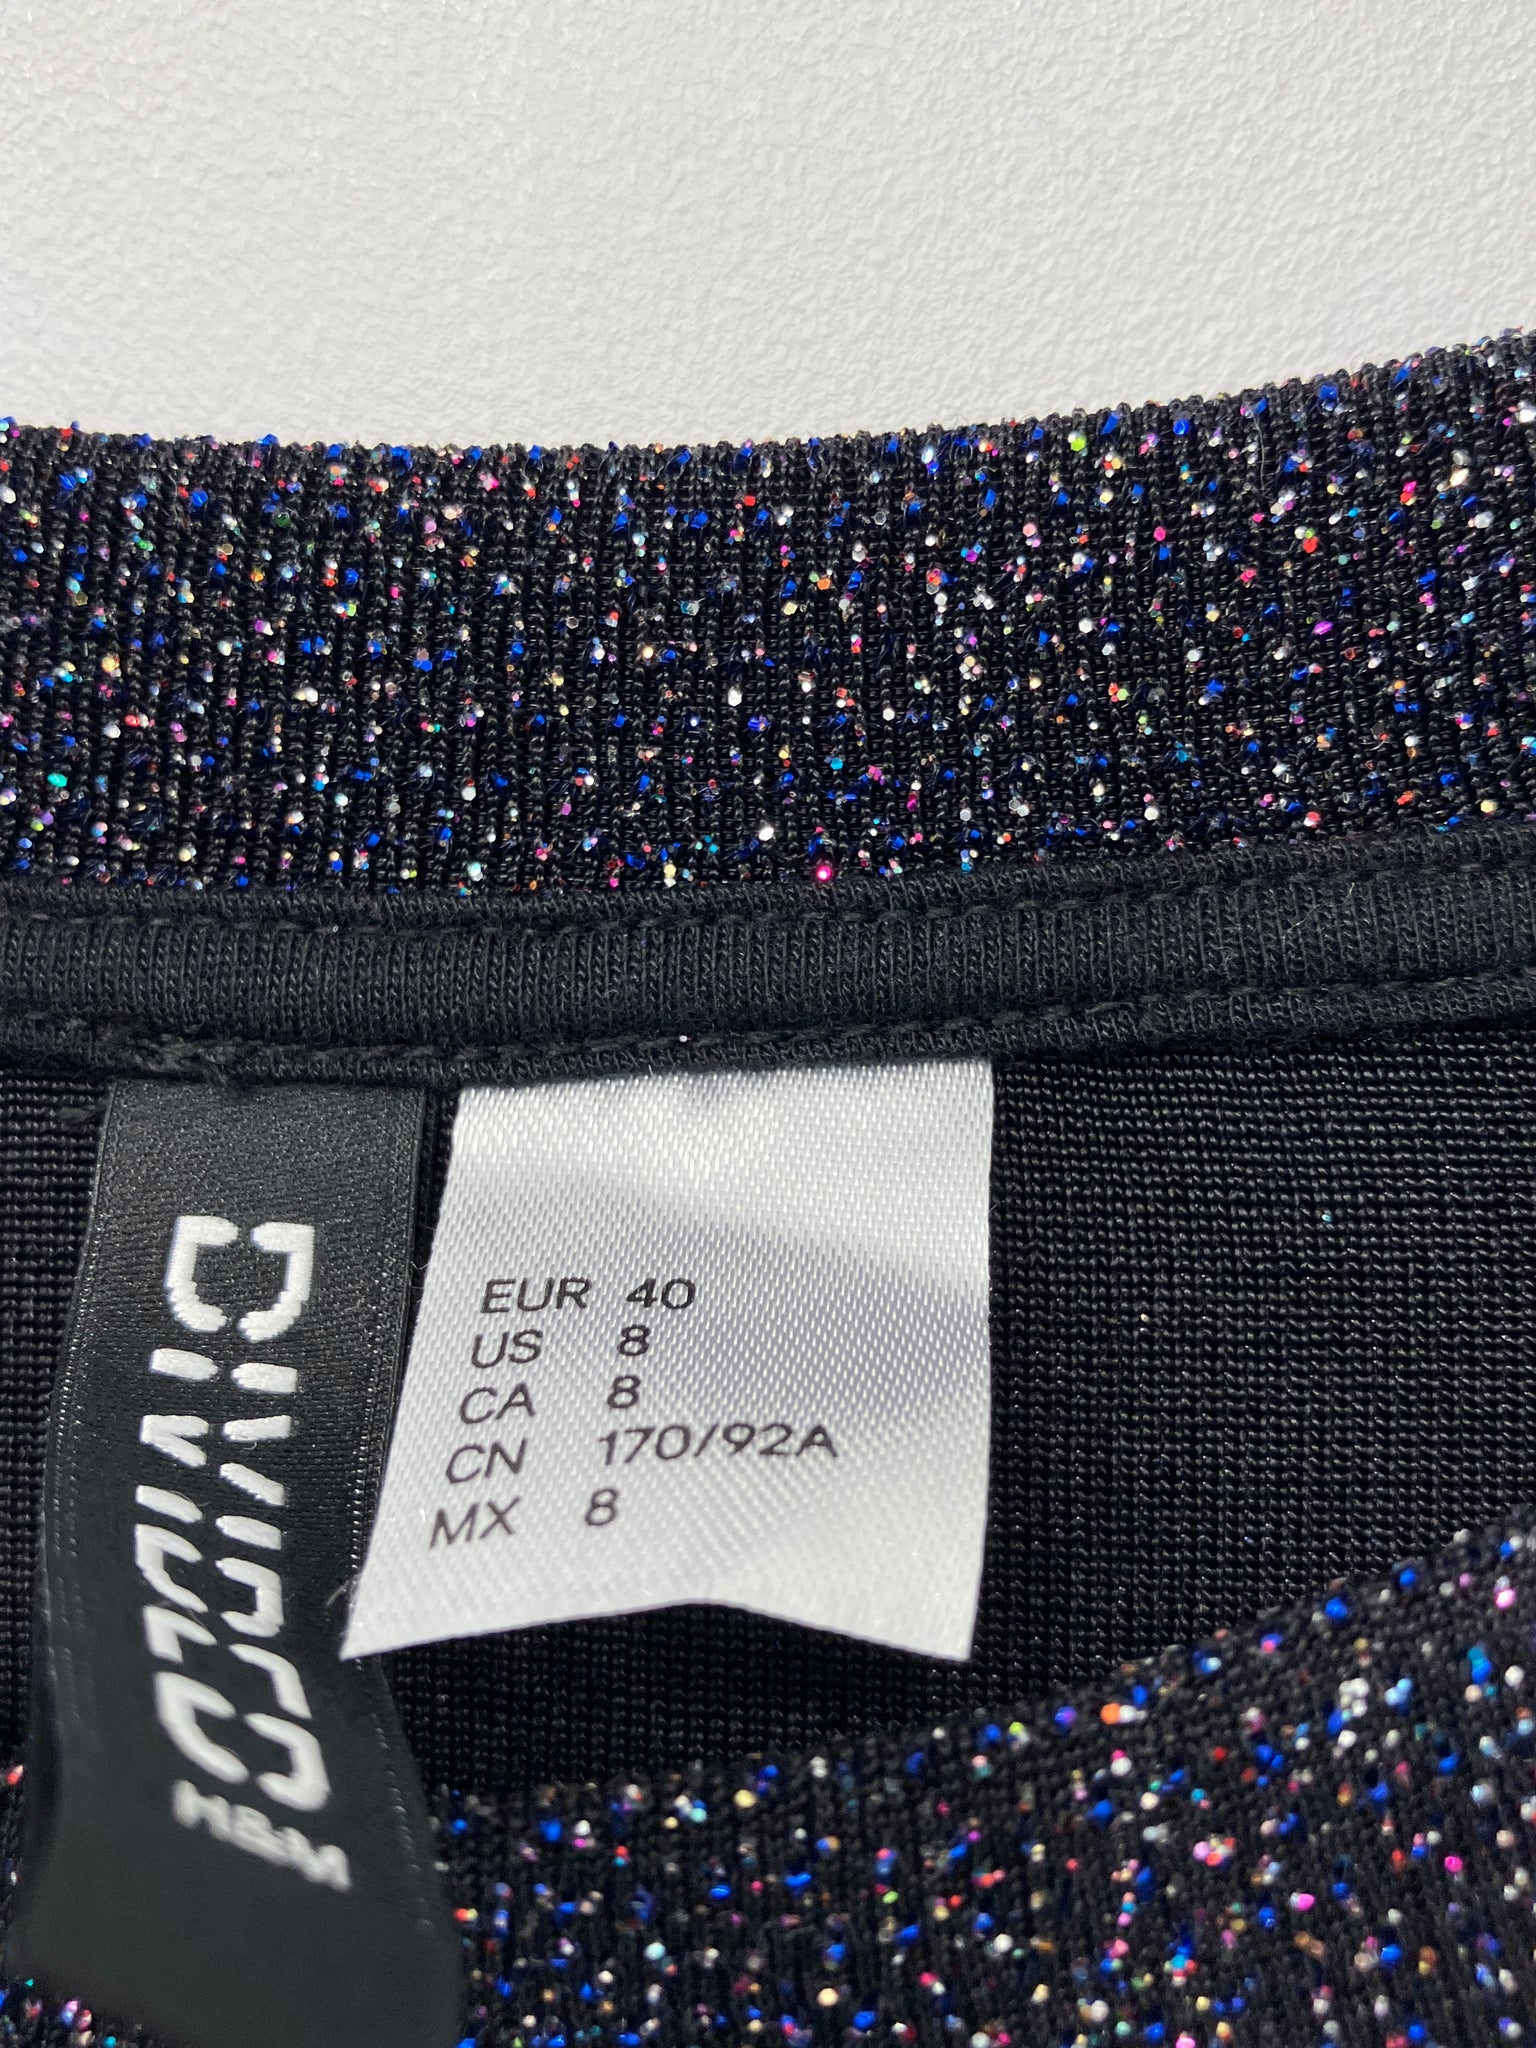 DIVIDED
H&M
EUR 40
US 8
CA 8
CN 170/92A
MX 8